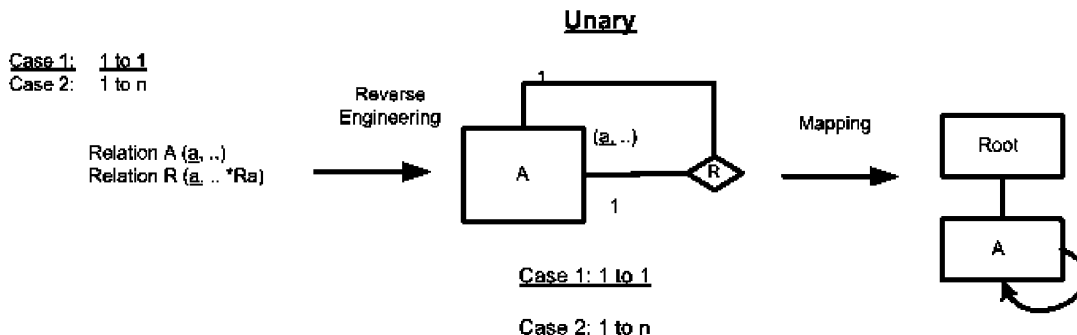 Unary
Case 1: 1 to 1
Case 2: 1 to n
Reverse
Engineering
Relation A (a, ..)
Relation R (a, .. *Ra)
1
(a, ..)
A
R
1
Mapping
Root
A
Case 1: 1 to 1
Case 2: 1 to n